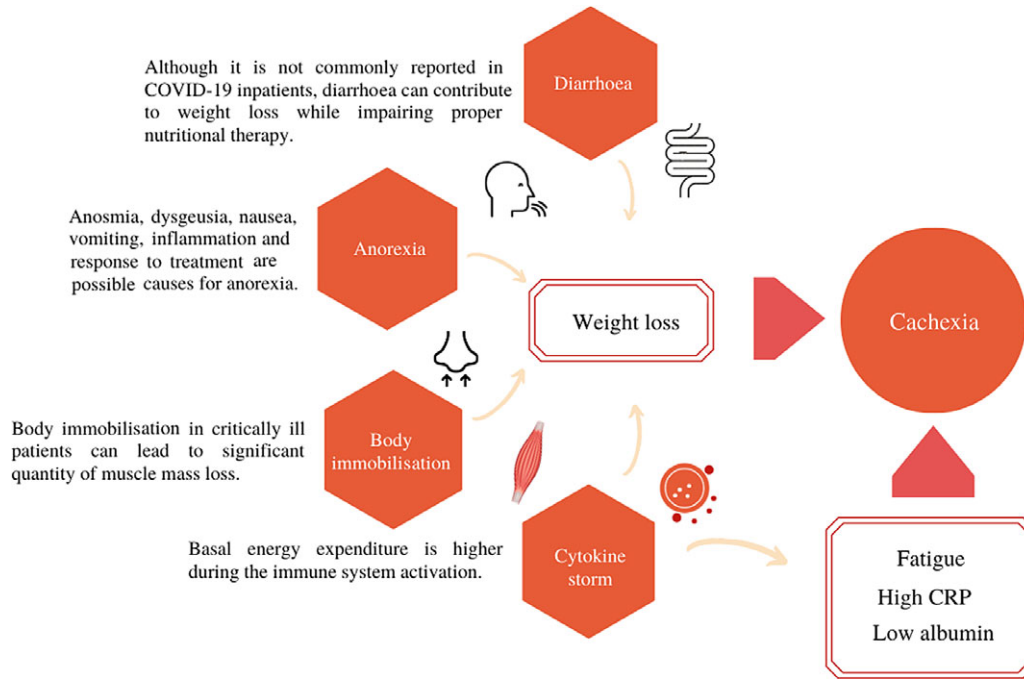 Although it is not commonly reported in
COVID-19 inpatients, diarrhoea can contribute
to weight loss while impairing proper
nutritional therapy.
Diarrhoea
Anosmia, dysgeusia, nausea,
vomiting, inflammation and
response to treatment are
possible causes for anorexia.
Anorexia
Weight loss
Cachexia
Body immobilisation in critically ill
patients can lead to significant
quantity of muscle mass loss.
Body
immobilisation
Basal energy expenditure is higher
during the immune system activation.
Cytokine
storm
Fatigue
High CRP
Low albumin